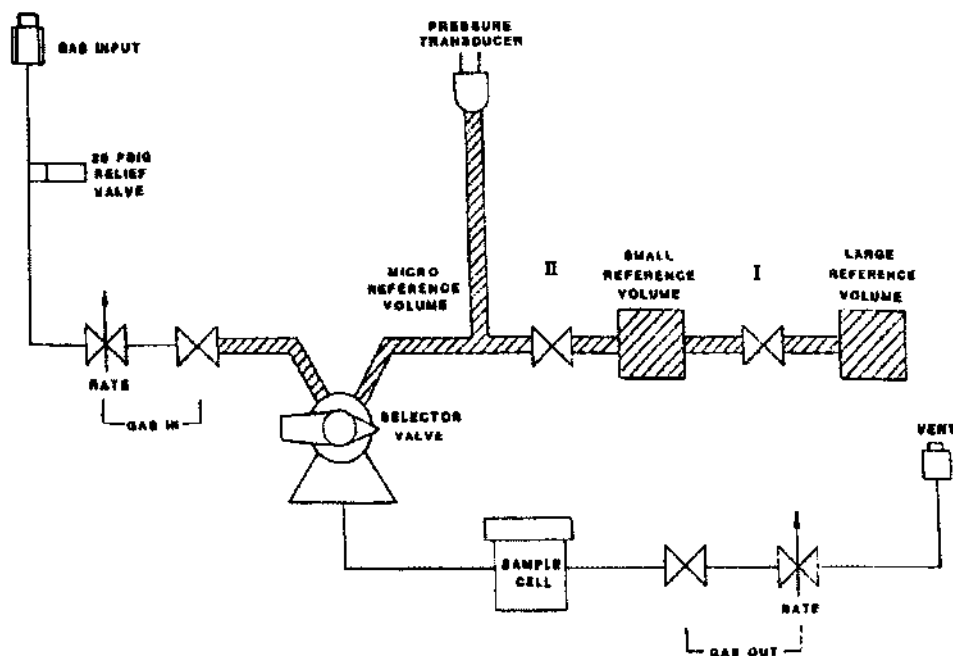 GAS INPUT
PRESSURE
TRANSDUCER
25 PSIG
RELIEF
VALVE
MICRO
REFERENCE
VOLUME
II
SMALL
REFERENCE
VOLUME
I
LARGE
REFERENCE
VOLUME
RATE
GAS IN
SELECTOR
VALVE
VENT
SAMPLE
CELL
RATE
GAS OUT